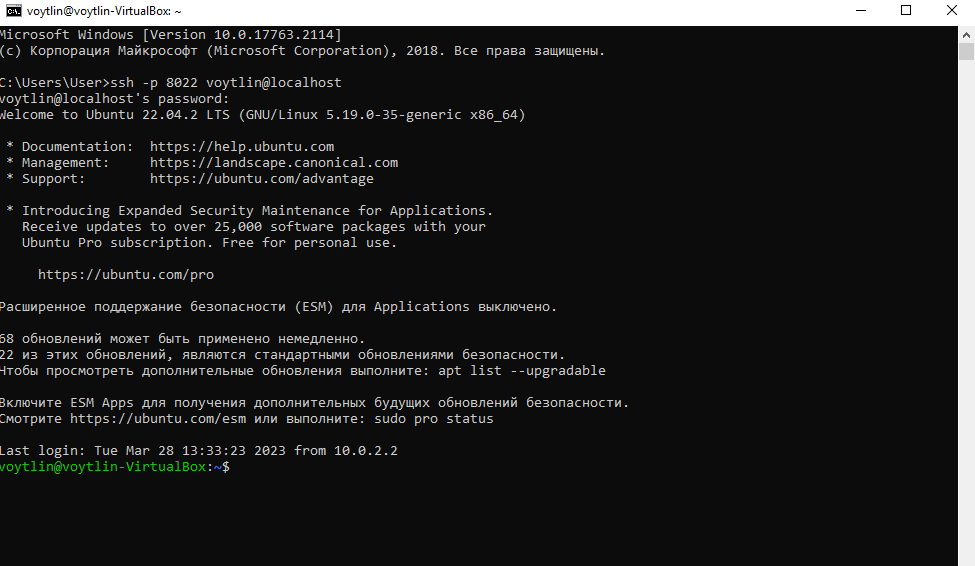 voytlin@voytlin-VirtualBox: ~
Microsoft Windows [Version 10.0.17763.2114]
(c) Корпорация Майкрософт (Microsoft Corporation), 2018. Все права защищены.
C:\Users\User>ssh -p 8022 voytlin@localhost
voytlin@localhost's password:
Welcome to Ubuntu 22.04.2 LTS (GNU/Linux 5.19.0-35-generic x86_64)
* Documentation:  https://help.ubuntu.com
* Management:     https://landscape.canonical.com
* Support:        https://ubuntu.com/advantage
* Introducing Expanded Security Maintenance for Applications.
Receive updates to over 25,000 software packages with your
Ubuntu Pro subscription. Free for personal use.
https://ubuntu.com/pro
Расширенное поддержание безопасности (ESM) для Applications выключено.
68 обновлений может быть применено немедленно.
22 из этих обновлений, являются стандартными обновлениями безопасности.
Чтобы просмотреть дополнительные обновления выполните: apt list --upgradable
Включите ESM Apps для получения дополнительных будущих обновлений безопасности.
Смотрите https://ubuntu.com/esm или выполните: sudo pro status
Last login: Tue Mar 28 13:33:23 2023 from 10.0.2.2
voytlin@voytlin-VirtualBox:~$